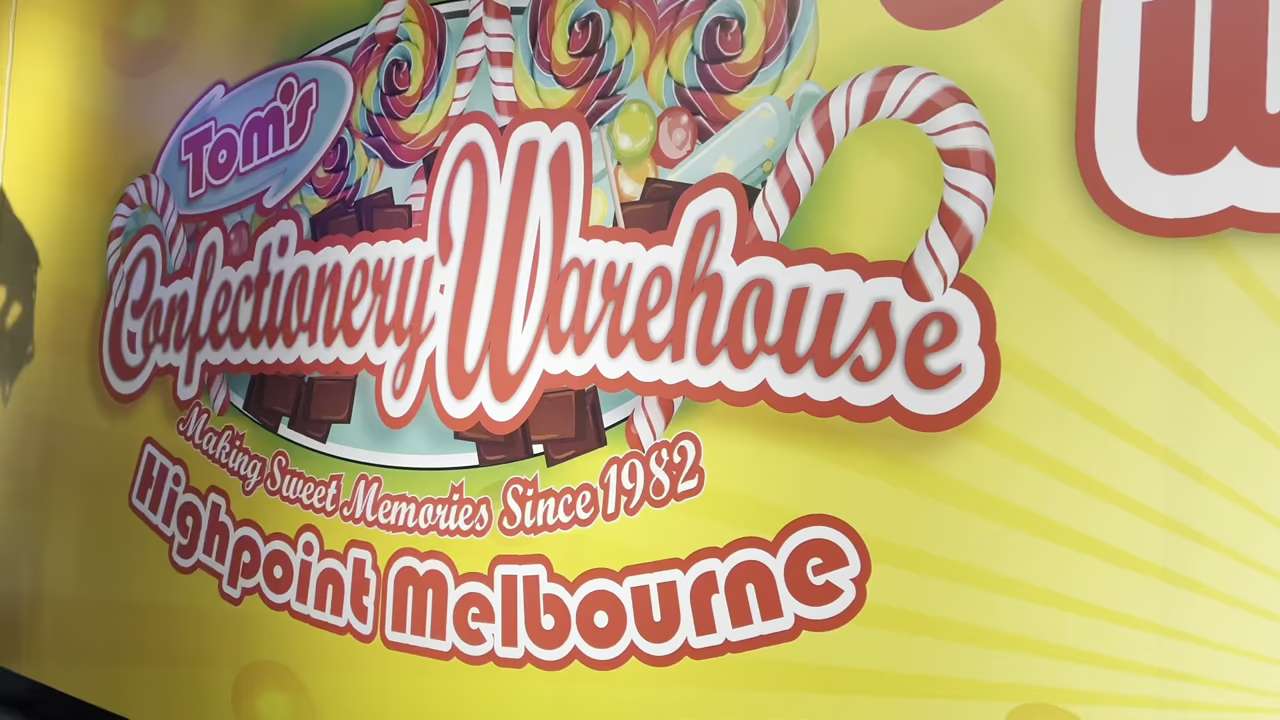 Tom's
Confectionery Warehouse
Making Sweet Memories Since 1982
Highpoint Melbourne